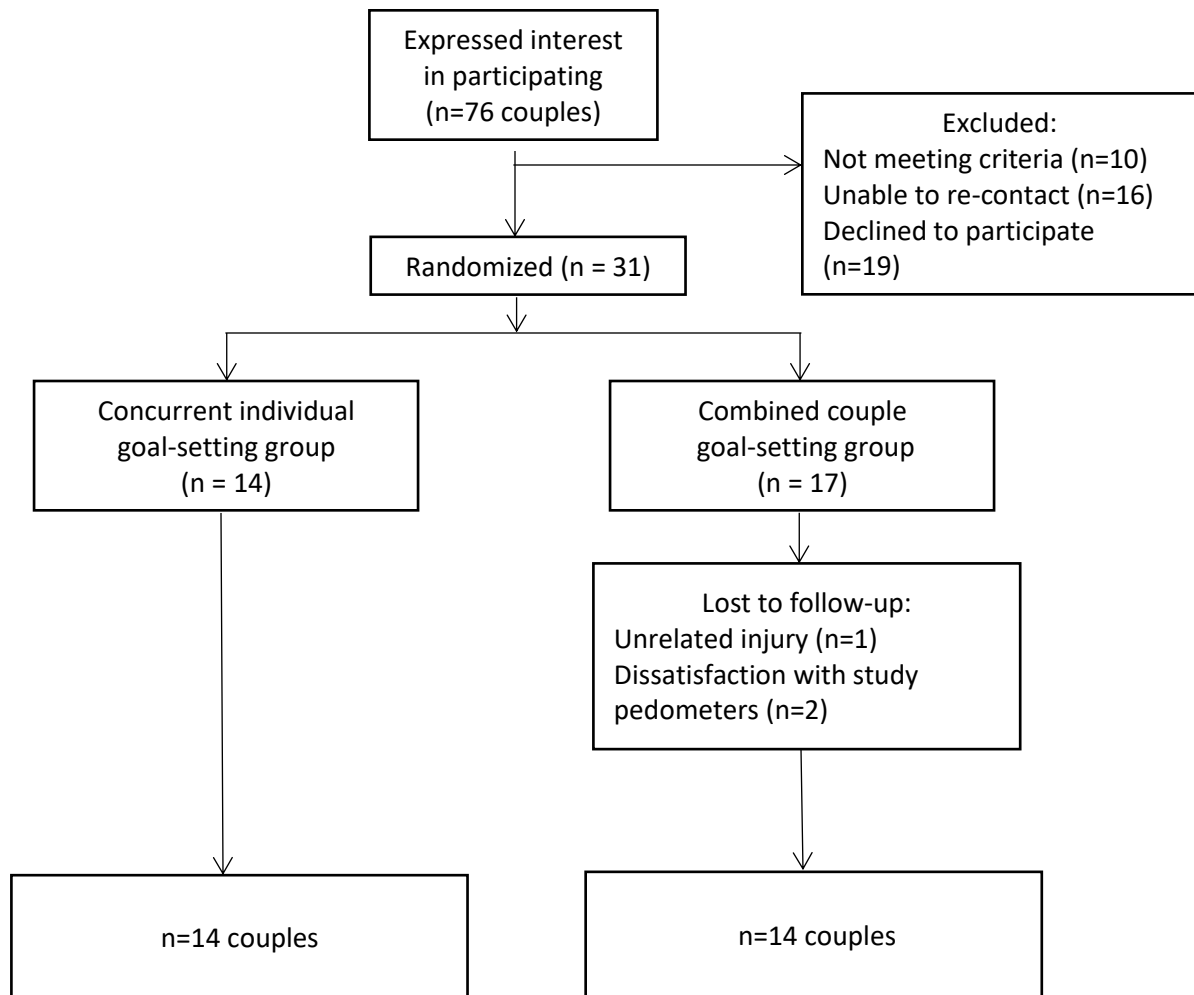 Expressed interest
in participating
(n=76 couples)
Excluded:
Not meeting criteria (n=10)
Unable to re-contact (n=16)
Declined to participate
(n=19)
Randomized (n = 31)
Concurrent individual
goal-setting group
(n = 14)
Combined couple
goal-setting group
(n = 17)
Lost to follow-up:
Unrelated injury (n=1)
Dissatisfaction with study
pedometers (n=2)
n=14 couples
n=14 couples